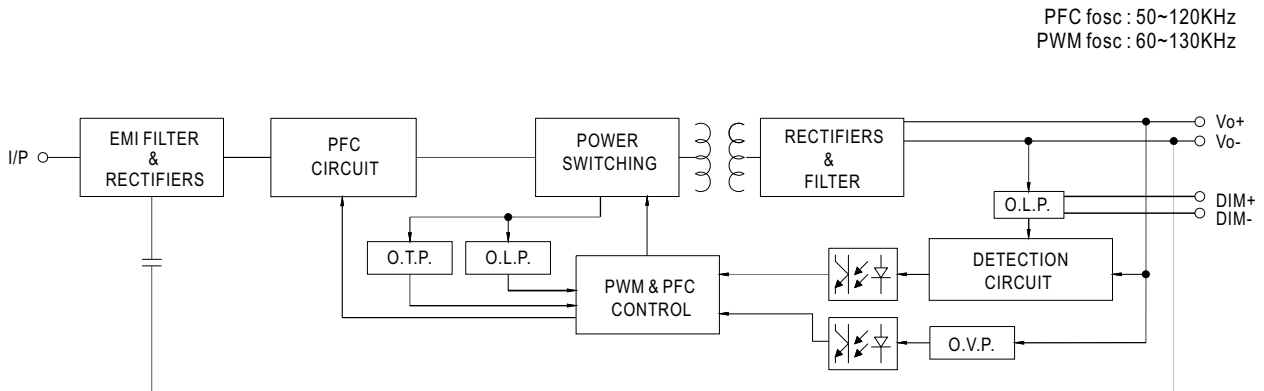 PFC fosc : 50~120KHz
PWM fosc : 60~130KHz
I/P
EMI FILTER
&
RECTIFIERS
PFC
CIRCUIT
POWER
SWITCHING
RECTIFIERS
&
FILTER
Vo+
Vo-
DIM+
DIM-
O.L.P.
O.T.P.
O.L.P.
PWM & PFC
CONTROL
DETECTION
CIRCUIT
O.V.P.